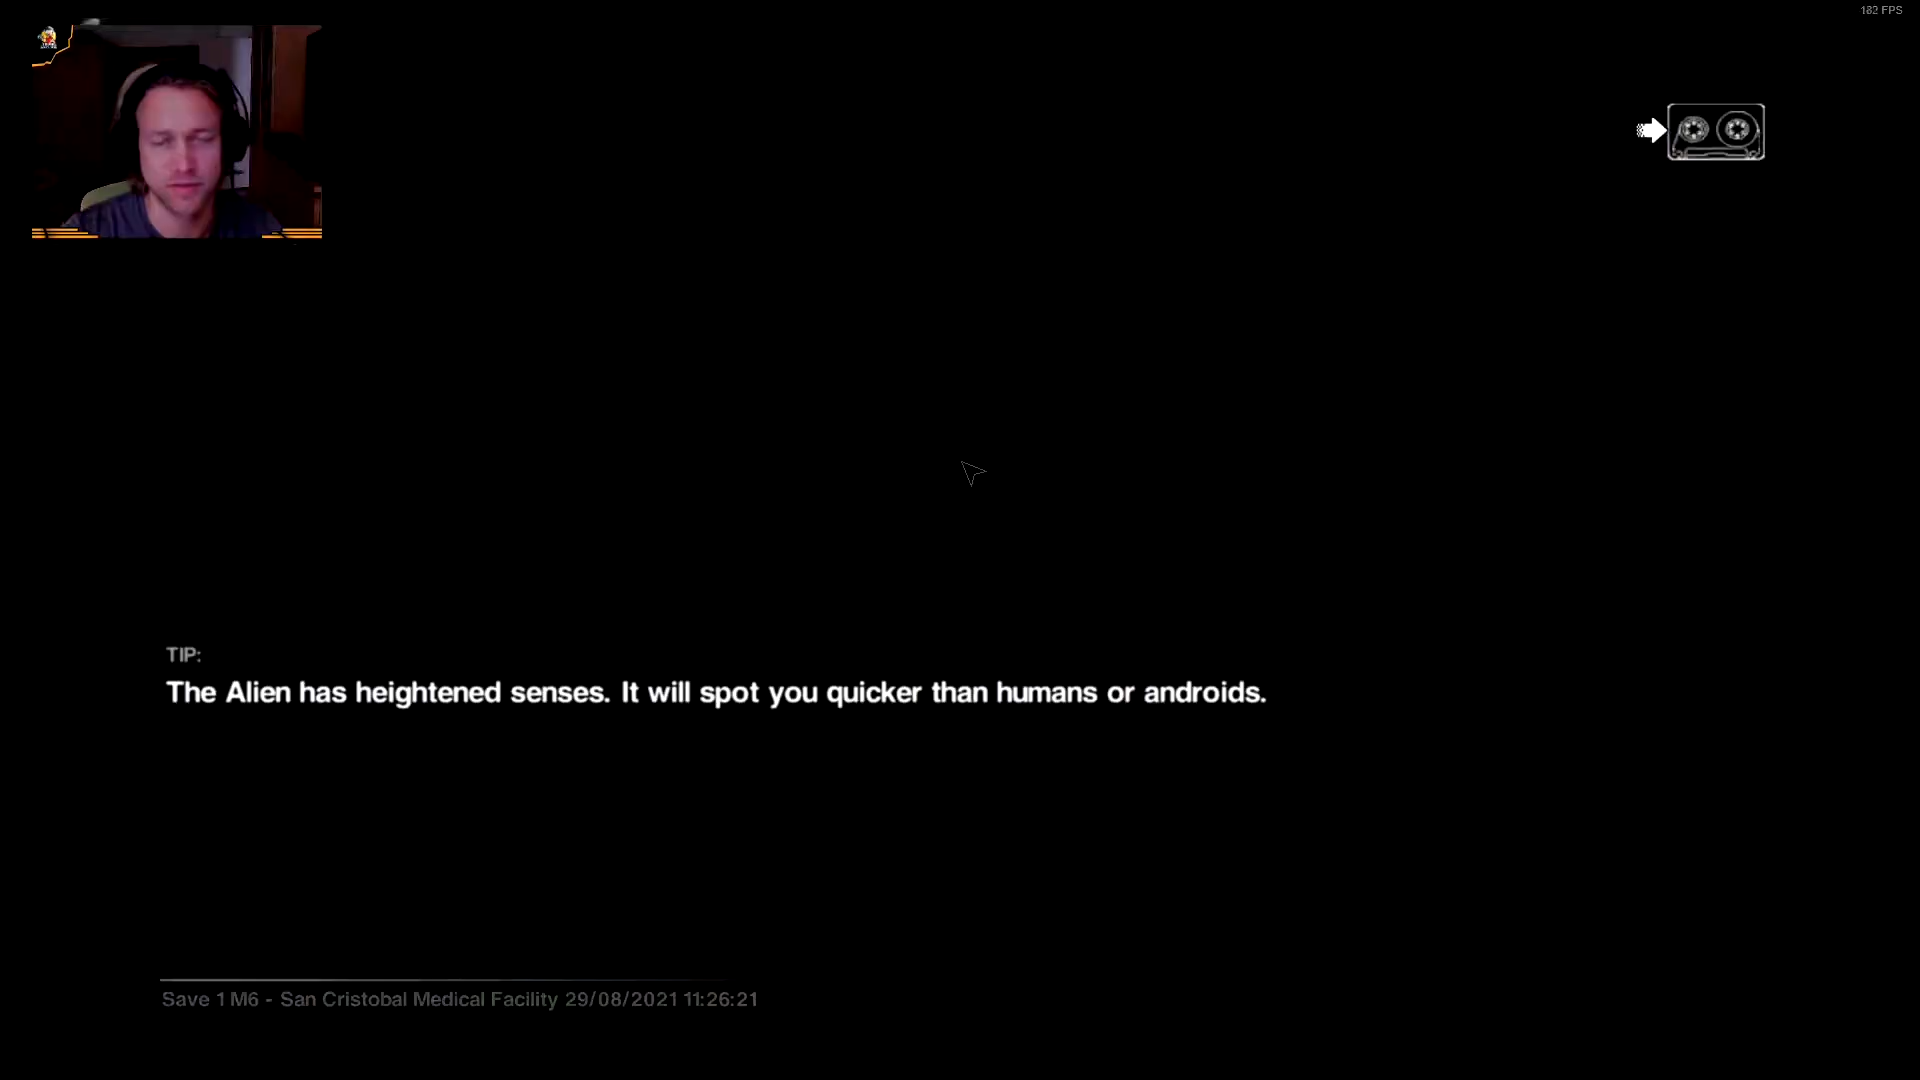 182 FPS
TIP:
The Alien has heightened senses. It will spot you quicker than humans or androids.
Save 1 M6 - San Cristobal Medical Facility 29/08/2021 11:26:21